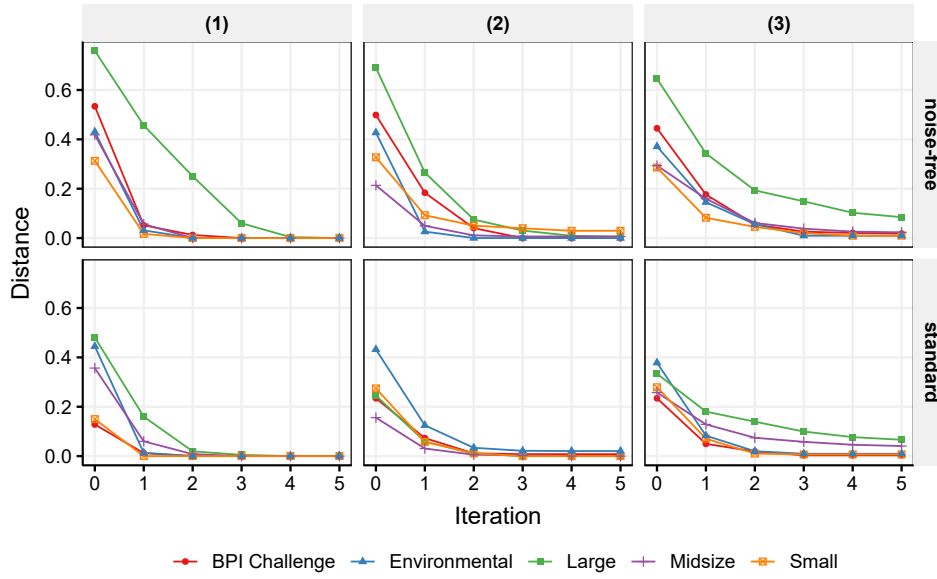 (1) (2) (3)
0.6
0.4
0.2
0.0
noise-free
Distance
0.6
0.4
0.2
0.0
standard
0 1 2 3 4 5 0 1 2 3 4 5 0 1 2 3 4 5
Iteration
BPI Challenge Environmental Large Midsize Small